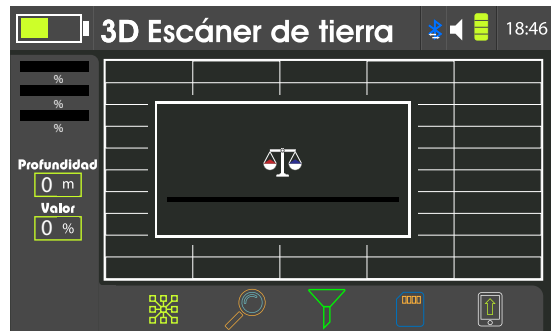 3D Escáner de tierra
18:46
%
%
%
Profundidad
0 m
Valor
0 %